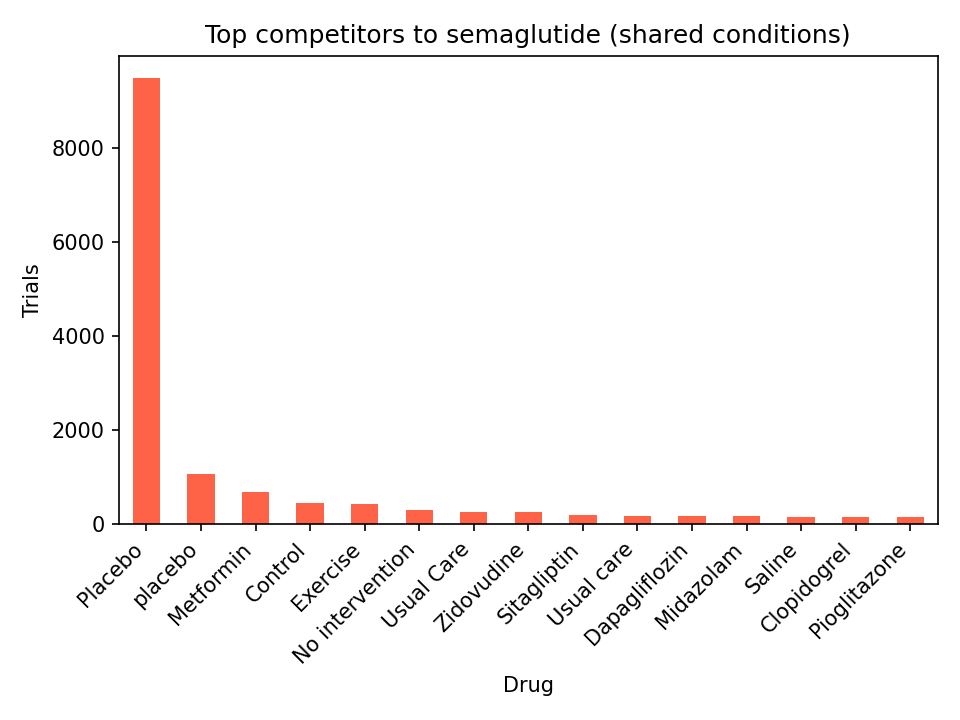 Top competitors to semaglutide (shared conditions)
8000
6000
4000
2000
0
Trials
Placebo
placebo
Metformin
Control
Exercise
No intervention
Usual Care
Zidovudine
Sitagliptin
Usual care
Dapagliflozin
Midazolam
Saline
Clopidogrel
Pioglitazone
Drug